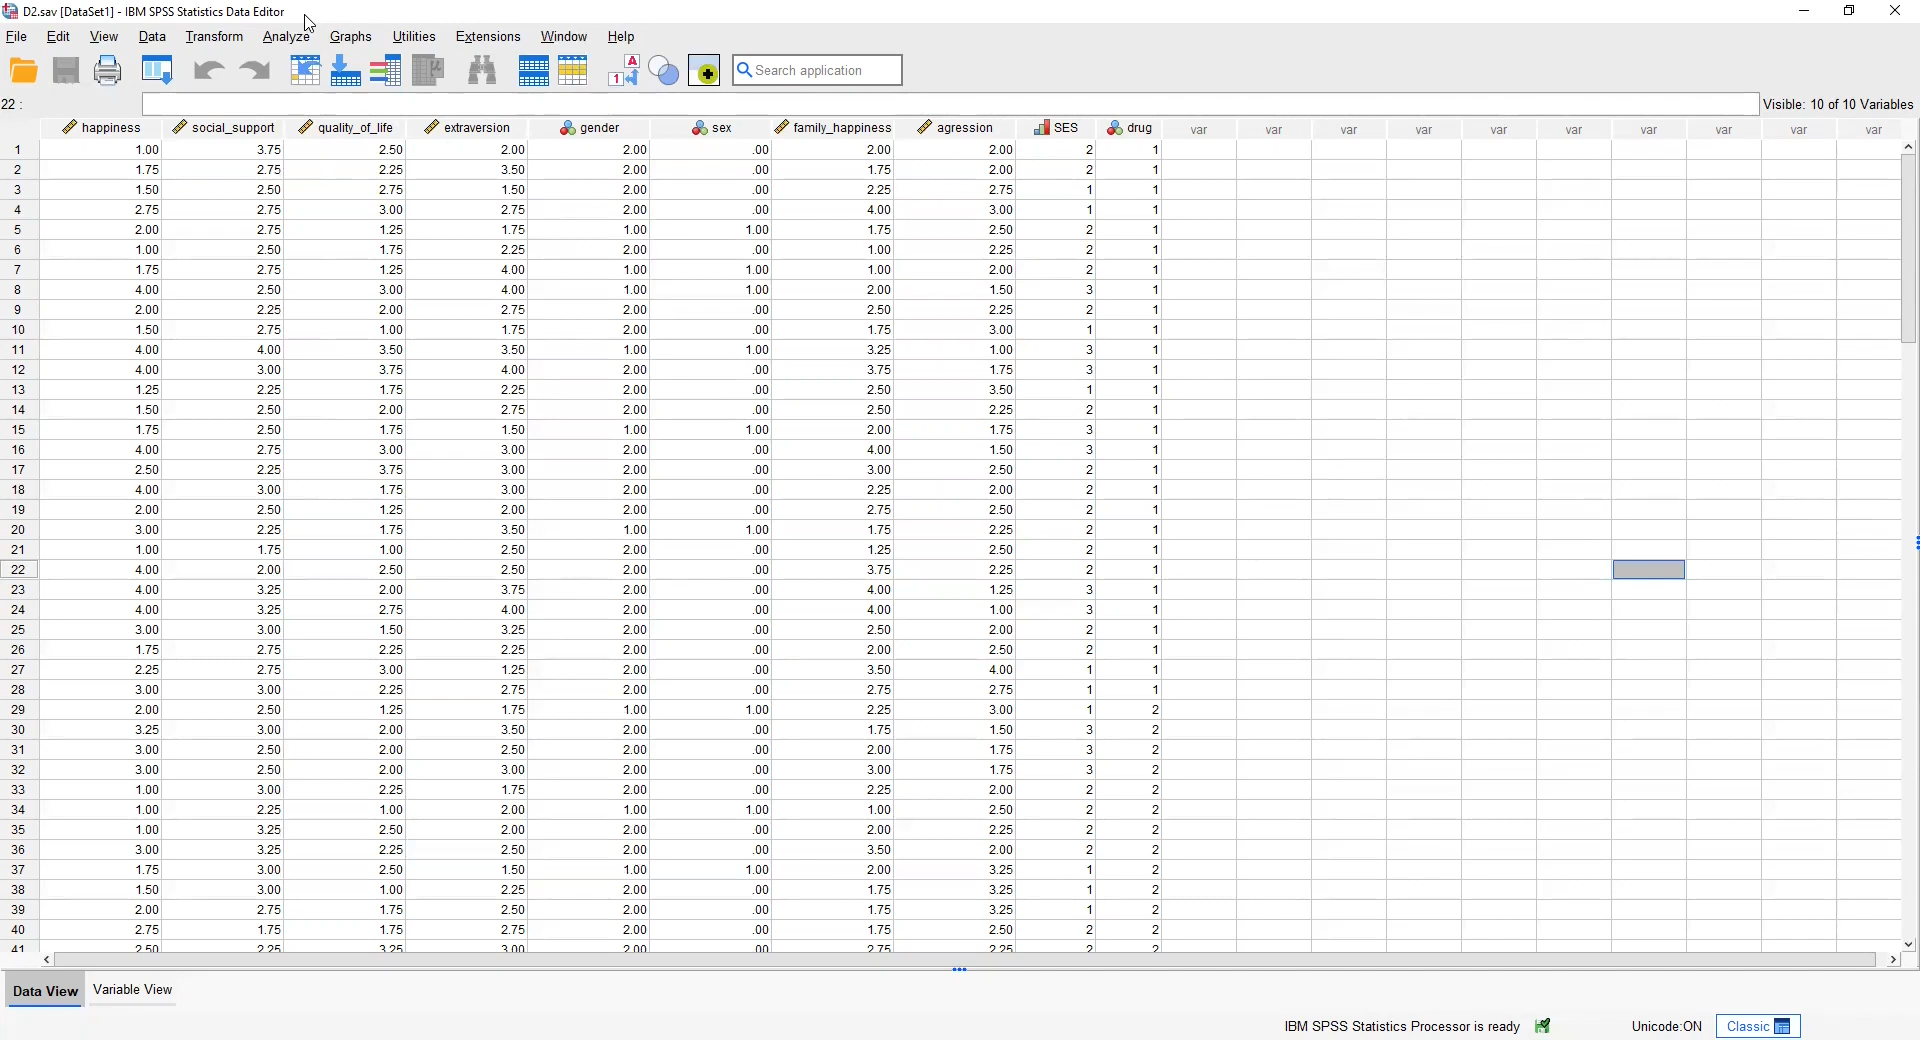 D2.sav [DataSet1] - IBM SPSS Statistics Data Editor
File Edit View Data Transform Analyze Graphs Utilities Extensions Window Help
Search application
22 : Visible: 10 of 10 Variables
happiness social_support quality_of_life extraversion gender sex family_happiness agression SES drug var var var var var var var var var var
1 1.00 3.75 2.50 2.00 2.00 .00 2.00 2.00 2 1
2 1.75 2.75 2.25 3.50 2.00 .00 1.75 2.00 2 1
3 1.50 2.50 2.75 1.50 2.00 .00 2.25 2.75 1 1
4 2.75 2.75 3.00 2.75 2.00 .00 4.00 3.00 1 1
5 2.00 2.75 1.25 1.75 1.00 1.00 1.75 2.50 2 1
6 1.00 2.50 1.75 2.25 2.00 .00 1.00 2.25 2 1
7 1.75 2.75 1.25 4.00 1.00 1.00 1.00 2.00 2 1
8 4.00 2.50 3.00 4.00 1.00 1.00 2.00 1.50 3 1
9 2.00 2.25 2.00 2.75 2.00 .00 2.50 2.25 2 1
10 1.50 2.75 1.00 1.75 2.00 .00 1.75 3.00 1 1
11 4.00 4.00 3.50 3.50 1.00 1.00 3.25 1.00 3 1
12 4.00 3.00 3.75 4.00 2.00 .00 3.75 1.75 3 1
13 1.25 2.25 1.75 2.25 2.00 .00 2.50 3.50 1 1
14 1.50 2.50 2.00 2.75 2.00 .00 2.50 2.25 2 1
15 1.75 2.50 1.75 1.50 1.00 1.00 2.00 1.75 3 1
16 4.00 2.75 3.00 3.00 2.00 .00 4.00 1.50 3 1
17 2.50 2.25 3.75 3.00 2.00 .00 3.00 2.50 2 1
18 4.00 3.00 1.75 3.00 2.00 .00 2.25 2.00 2 1
19 2.00 2.50 1.25 2.00 2.00 .00 2.75 2.50 2 1
20 3.00 2.25 1.75 3.50 1.00 1.00 1.75 2.25 2 1
21 1.00 1.75 1.00 2.50 2.00 .00 1.25 2.50 2 1
22 4.00 2.00 2.50 2.50 2.00 .00 3.75 2.25 2 1
23 4.00 3.25 2.00 3.75 2.00 .00 4.00 1.25 3 1
24 4.00 3.25 2.75 4.00 2.00 .00 4.00 1.00 3 1
25 3.00 3.00 1.50 3.25 2.00 .00 2.50 2.00 2 1
26 1.75 2.75 2.25 2.25 2.00 .00 2.00 2.50 2 1
27 2.25 2.75 3.00 1.25 2.00 .00 3.50 4.00 1 1
28 3.00 3.00 2.25 2.75 2.00 .00 2.75 2.75 1 1
29 2.00 2.50 1.25 1.75 1.00 1.00 2.25 3.00 1 2
30 3.25 3.00 2.00 3.50 2.00 .00 1.75 1.50 3 2
31 3.00 2.50 2.00 2.50 2.00 .00 2.00 1.75 3 2
32 3.00 2.50 2.00 3.00 2.00 .00 3.00 1.75 3 2
33 1.00 3.00 2.25 1.75 2.00 .00 2.25 2.00 2 2
34 1.00 2.25 1.00 2.00 1.00 1.00 1.00 2.50 2 2
35 1.00 3.25 2.50 2.00 2.00 .00 2.00 2.25 2 2
36 3.00 3.25 2.25 2.50 2.00 .00 3.50 2.00 2 2
37 1.75 3.00 2.50 1.50 1.00 1.00 2.00 3.25 1 2
38 1.50 3.00 1.00 2.25 2.00 .00 1.75 3.25 1 2
39 2.00 2.75 1.75 2.50 2.00 .00 1.75 3.25 1 2
40 2.75 1.75 1.75 2.75 2.00 .00 1.75 2.50 2 2
41 2.50 2.25 3.25 3.00 2.00 .00 2.75 2.25 2 2
Data View Variable View
IBM SPSS Statistics Processor is ready Unicode:ON Classic